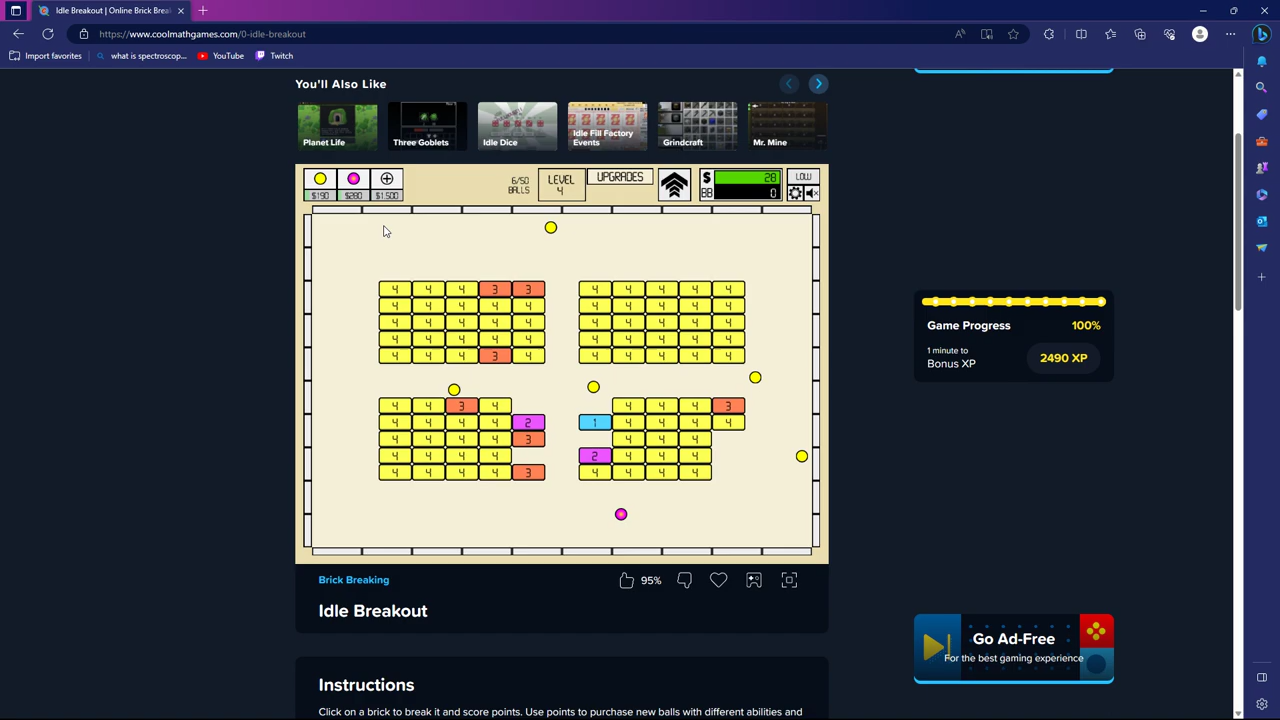 Idle Breakout | Online Brick Brea
https://www.coolmathgames.com/0-idle-breakout
Import favorites
what is spectroscop...
YouTube
Twitch
You'll Also Like
Planet Life
Three Goblets
Idle Dice
Idle Fill Factory
Events
Grindcraft
Mr. Mine
$190
$280
$1,500
6/50
BALLS
LEVEL
4
UPGRADES
$ 28
BB 0
LOW
4 4 4 3 3 4 4 4 4 4
4 4 4 4 4 4 4 4 4 4
4 4 4 4 4 4 4 4 4 4
4 4 4 4 4 4 4 4 4 4
4 4 4 3 4 4 4 4 4 4
4 4 3 4 4 4 4 3
4 4 4 4 2 1 4 4 4 4
4 4 4 4 3 4 4 4
4 4 4 4 2 4 4 4
4 4 4 4 3 4 4 4 4
Brick Breaking
95%
Idle Breakout
Instructions
Click on a brick to break it and score points. Use points to purchase new balls with different abilities and
Game Progress 100%
1 minute to
Bonus XP
2490 XP
Go Ad-Free
For the best gaming experience